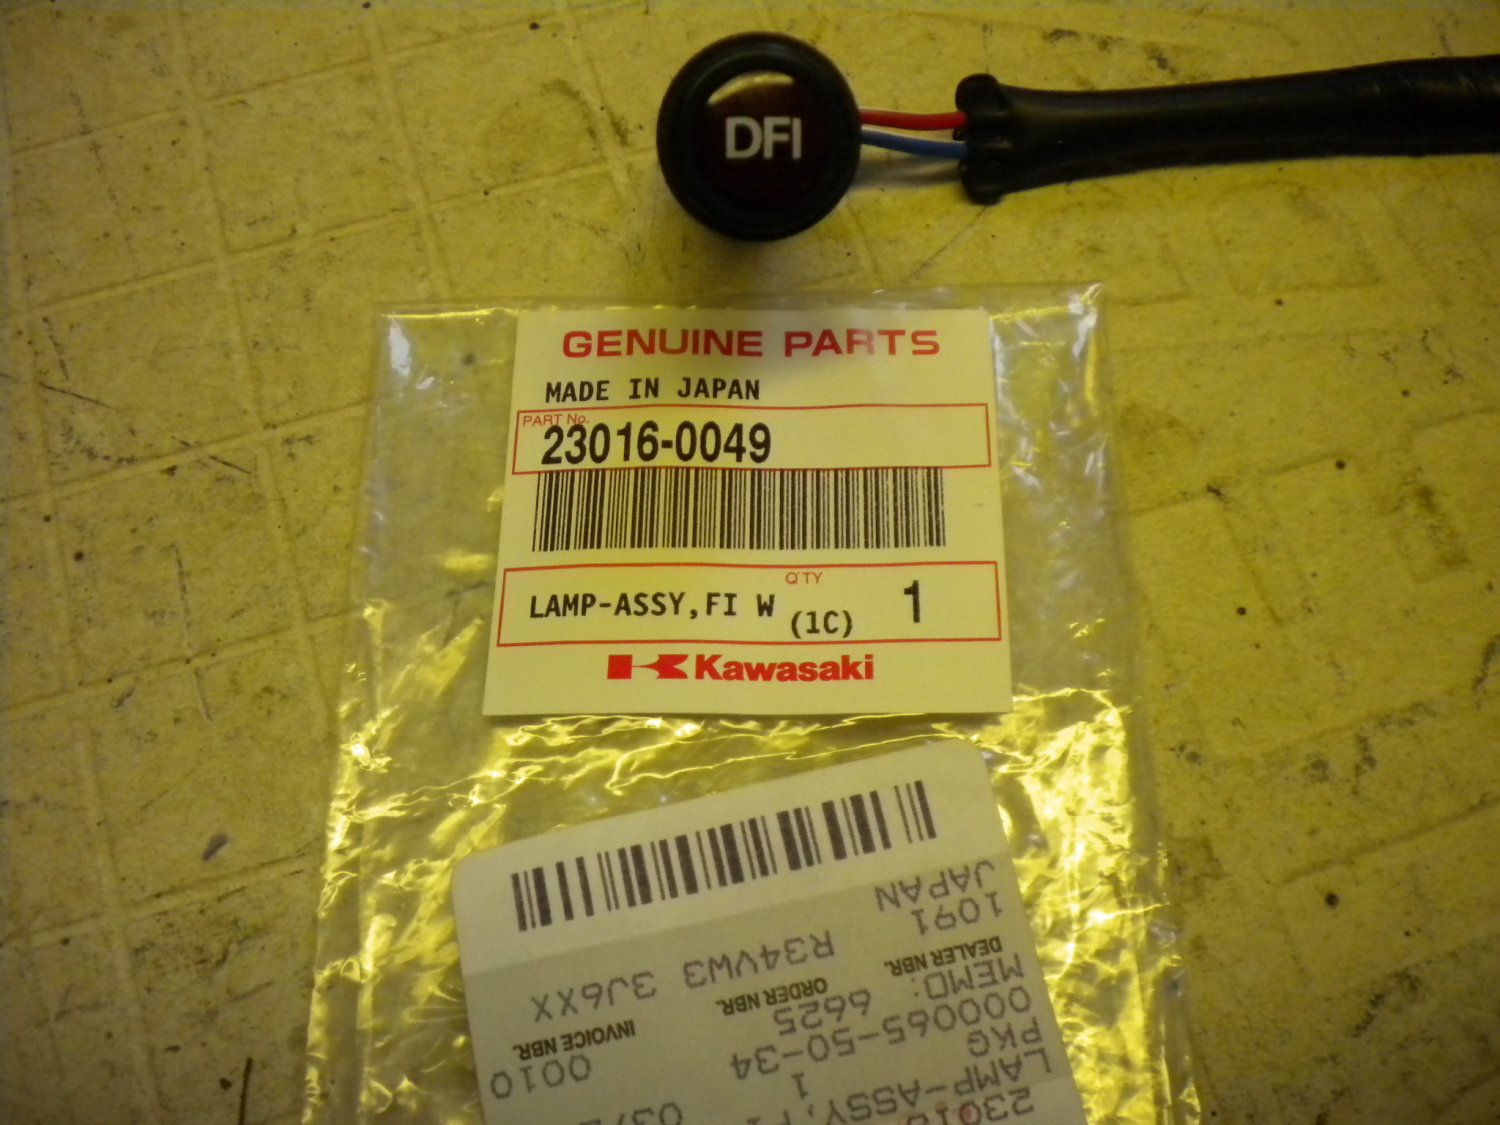 DFI
GENUINE PARTS
MADE IN JAPAN
PART No.
23016-0049
Q'TY
LAMP-ASSY,FI W (1C) 1
Kawasaki
LAMP-ASSY,
PKG 1
000065-50-34
MEMO: 6625 0010
DEALER NBR. ORDER NBR. INVOICE NBR.
1091 R34VW3 3J6XX
JAPAN